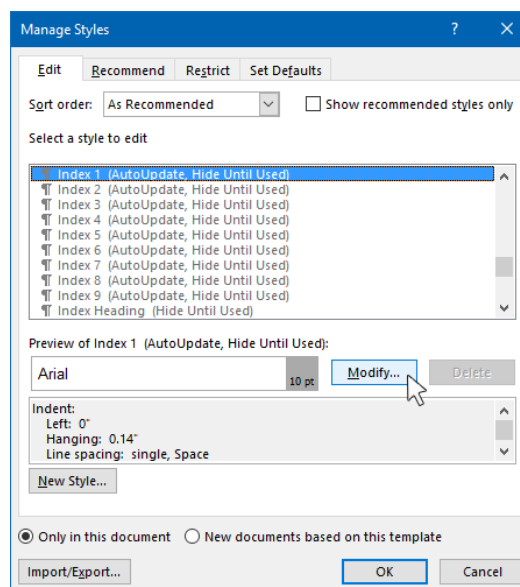 Manage Styles ?
Edit Recommend Restrict Set Defaults
Sort order: As Recommended Show recommended styles only
Select a style to edit
¶ Index 1 (AutoUpdate, Hide Until Used)
¶ Index 2 (AutoUpdate, Hide Until Used)
¶ Index 3 (AutoUpdate, Hide Until Used)
¶ Index 4 (AutoUpdate, Hide Until Used)
¶ Index 5 (AutoUpdate, Hide Until Used)
¶ Index 6 (AutoUpdate, Hide Until Used)
¶ Index 7 (AutoUpdate, Hide Until Used)
¶ Index 8 (AutoUpdate, Hide Until Used)
¶ Index 9 (AutoUpdate, Hide Until Used)
¶ Index Heading (Hide Until Used)
Preview of Index 1 (AutoUpdate, Hide Until Used):
Arial 10 pt Modify... Delete
Indent:
Left: 0"
Hanging: 0.14"
Line spacing: single, Space
New Style...
Only in this document New documents based on this template
Import/Export... OK Cancel